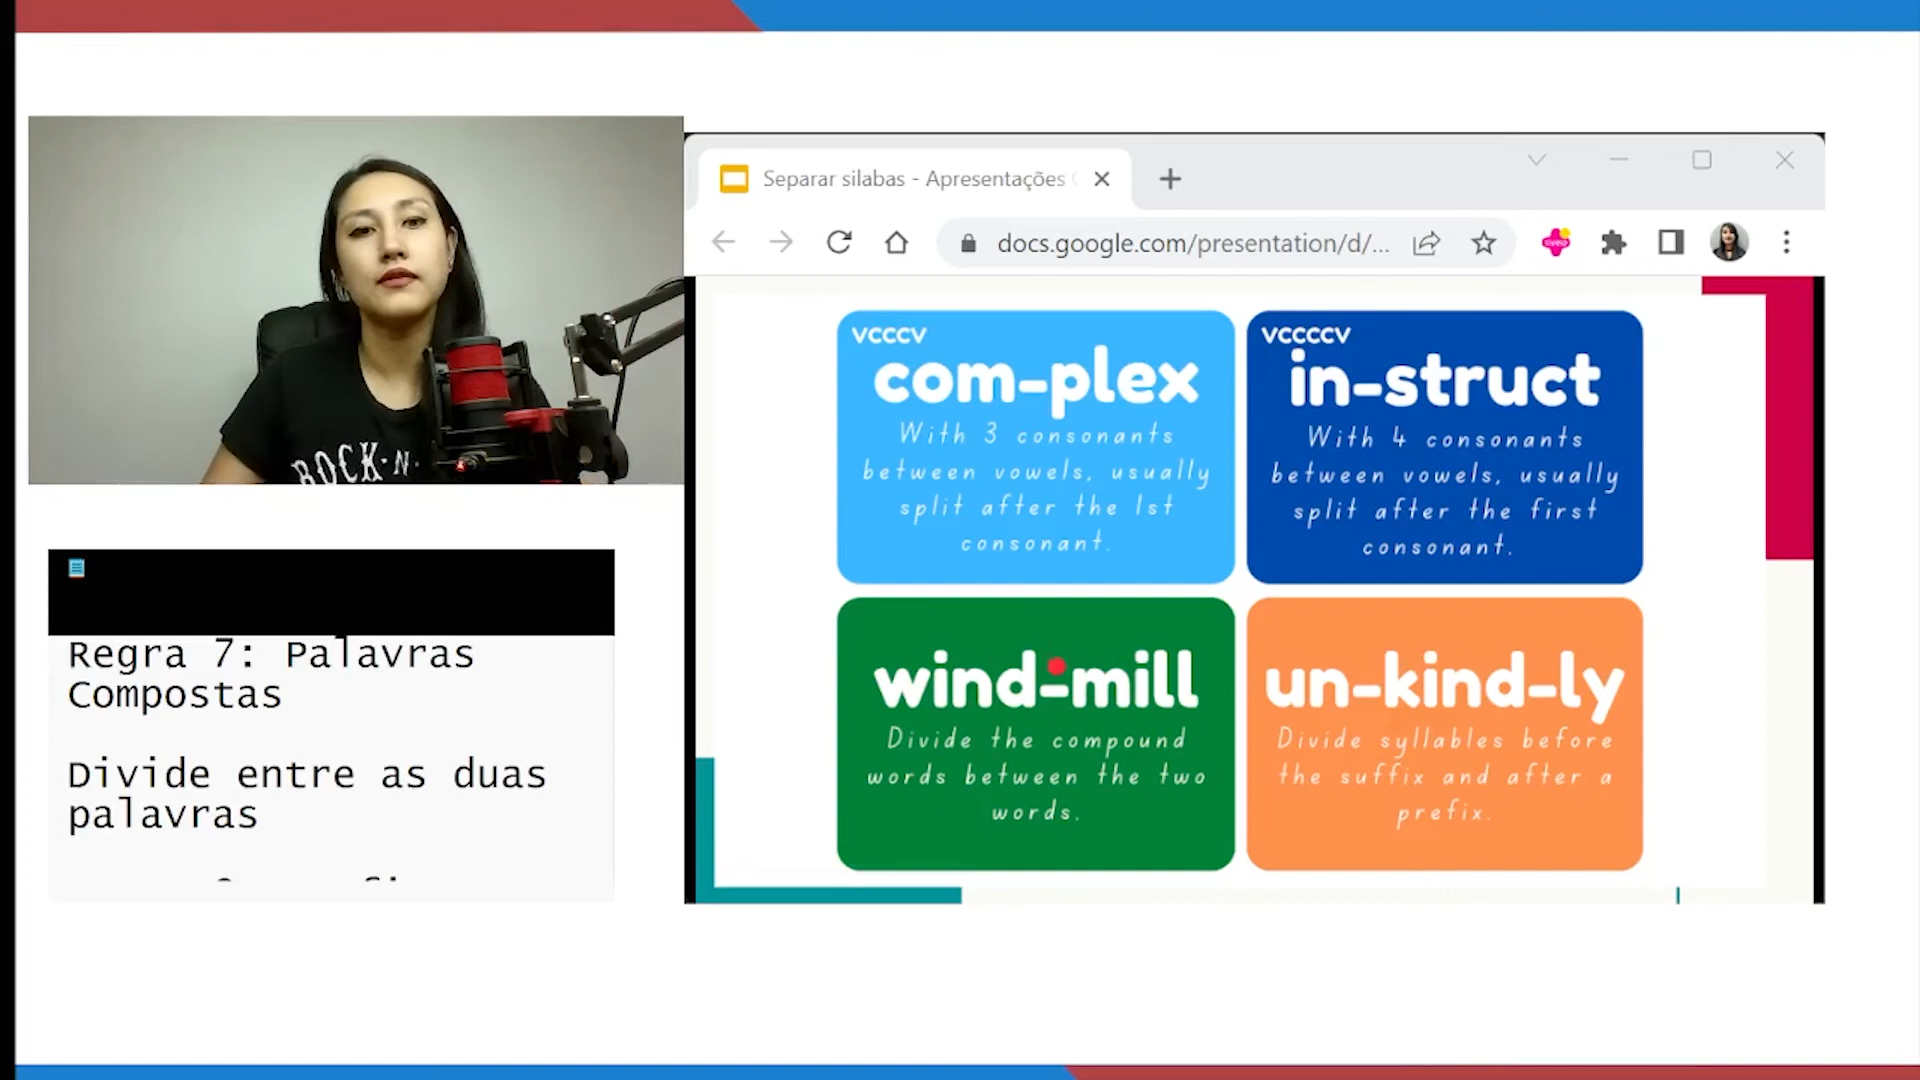 ROCK·N·
Regra 7: Palavras
Compostas
Divide entre as duas
palavras
Separar silabas - Apresentações
docs.google.com/presentation/d/...
VCCCV
com-plex
With 3 consonants
between vowels, usually
split after the 1st
consonant.
VCCCCV
in-struct
With 4 consonants
between vowels, usually
split after the first
consonant.
wind-mill
Divide the compound
words between the two
words.
un-kind-ly
Divide syllables before
the suffix and after a
prefix.